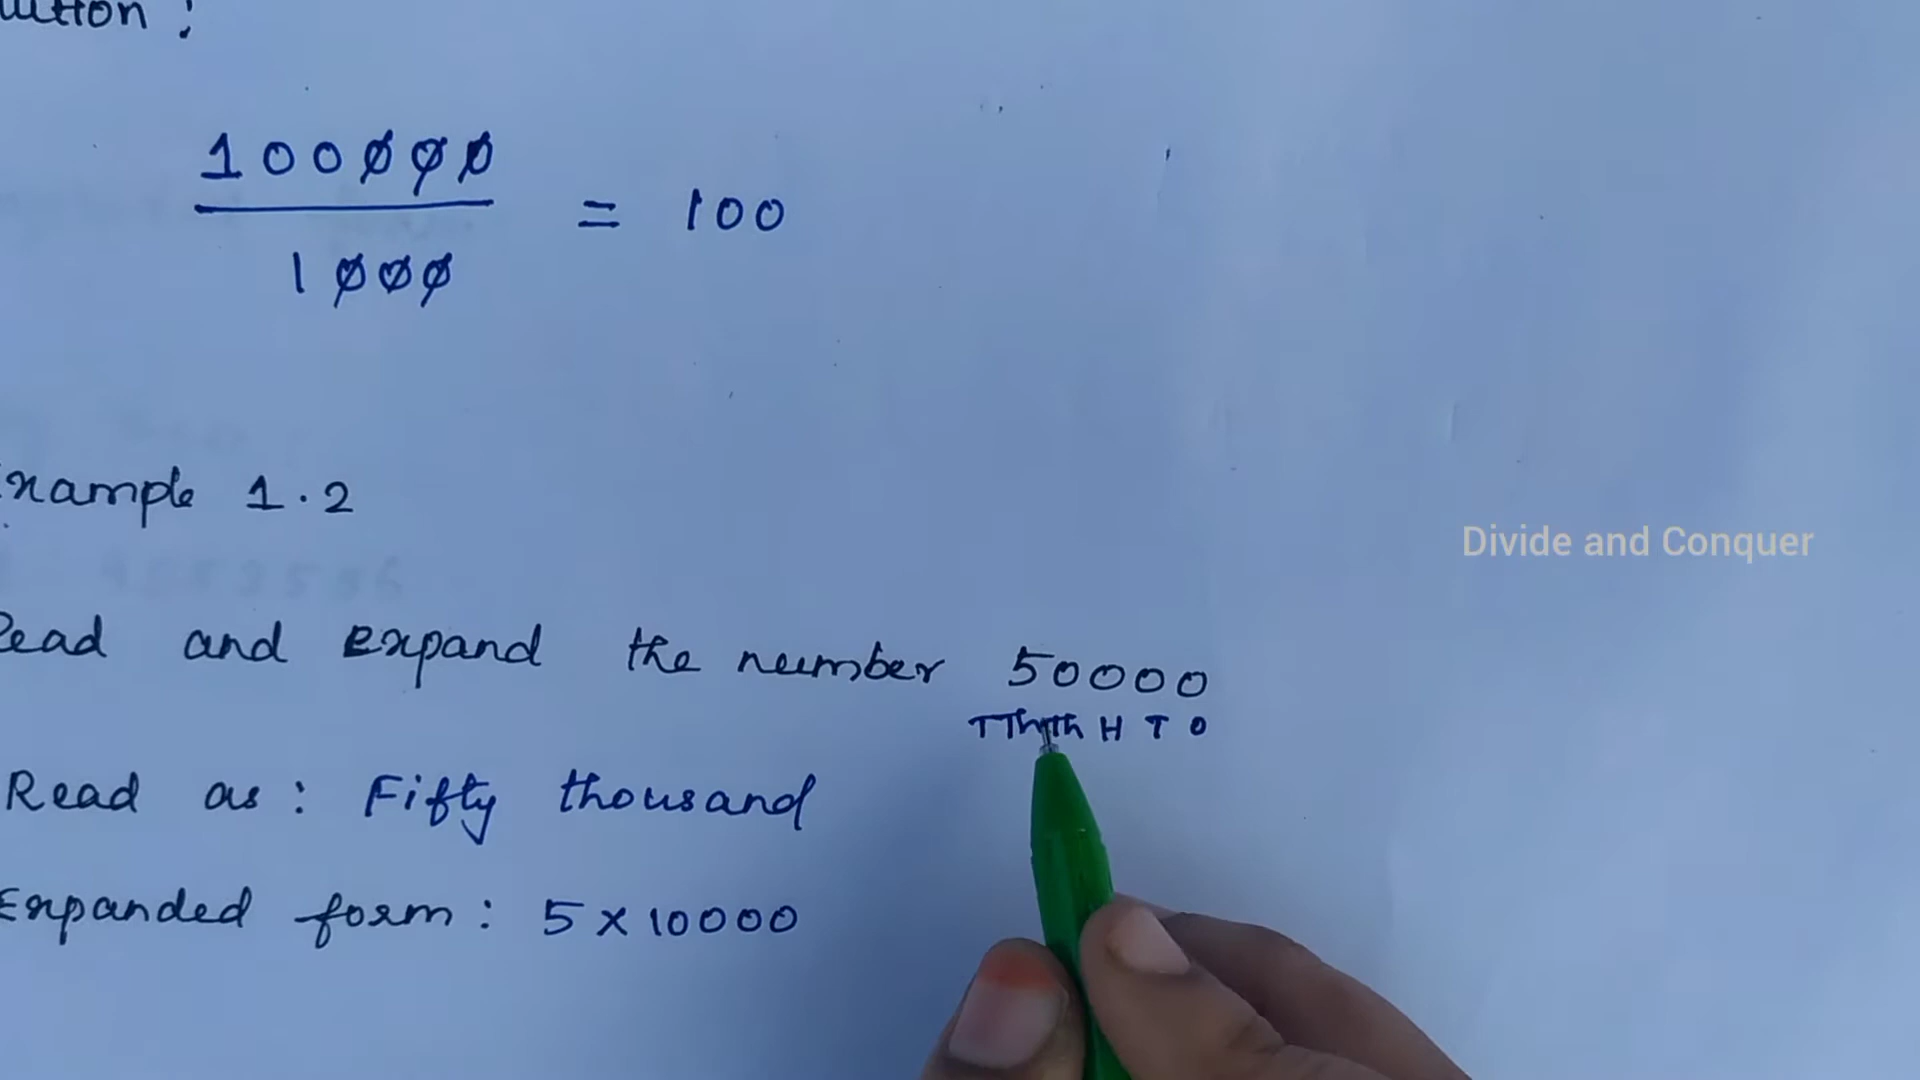 ution :
100000
1000
= 100
xample 1.2
Divide and Conquer
Read and expand the number 50000
TTh Th H T O
Read as : Fifty thousand
Expanded form : 5 x 10000